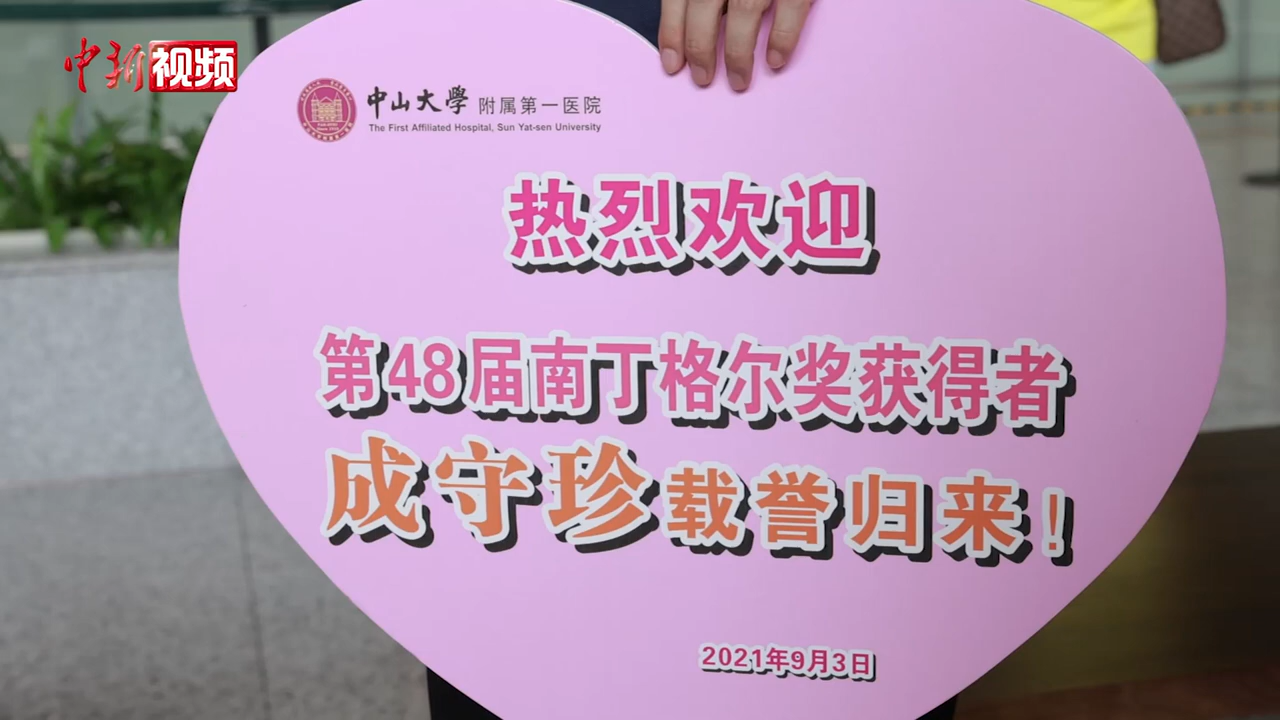 中新视频
中山大學 附属第一医院
The First Affiliated Hospital, Sun Yat-sen University
热烈欢迎
第48届南丁格尔奖获得者
成守珍载誉归来!
2021年9月3日